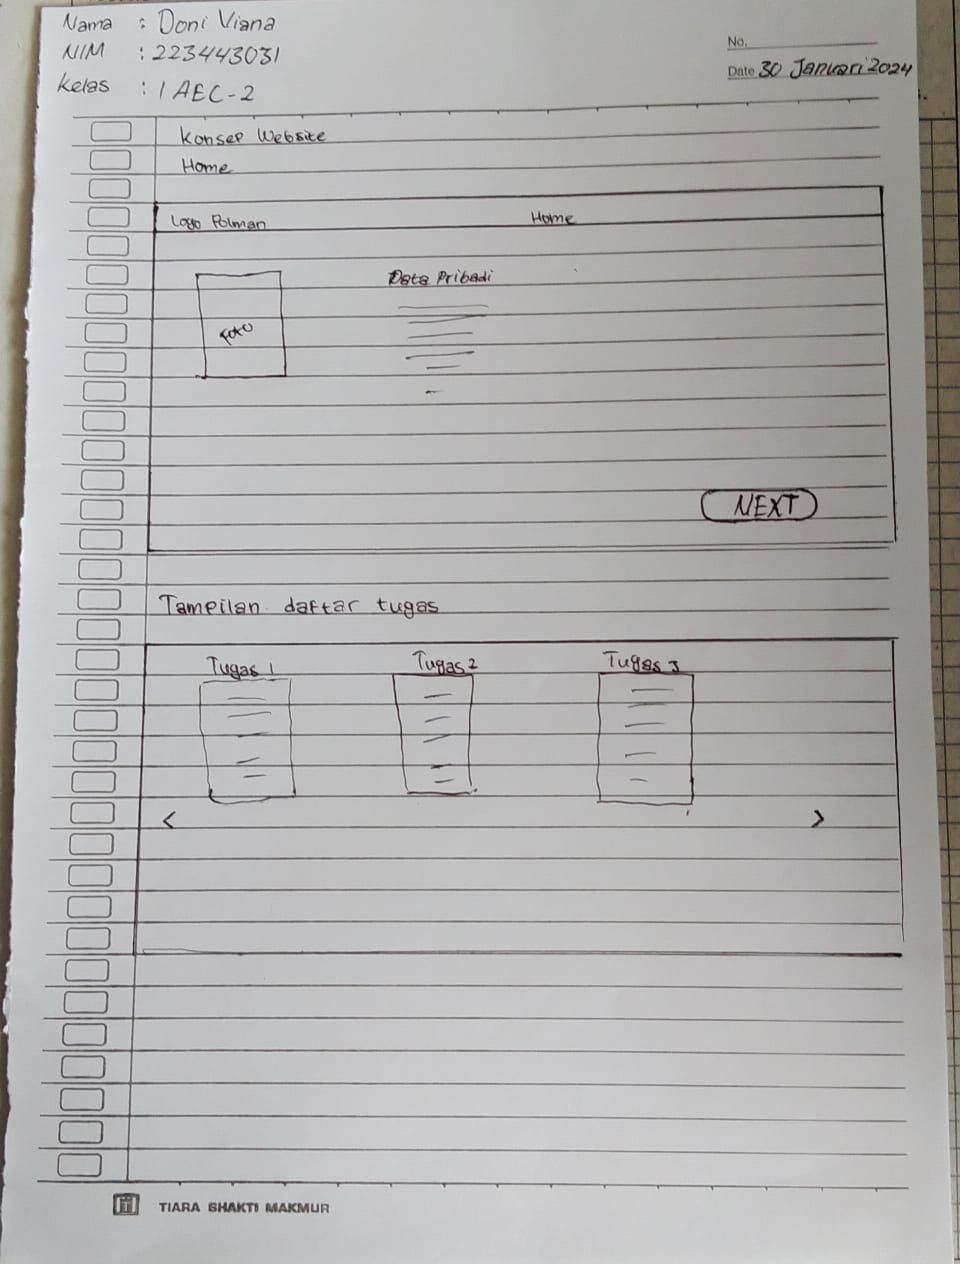 Nama : Doni Viana
NIM : 223443031
Kelas : 1 AEC-2
No.
Date 30 Januari 2024
Konsep Website
Home
Logo Polman Home
Data Pribadi
Foto
NEXT
Tampilan daftar tugas
Tugas 1 Tugas 2 Tugas 3
< >
TIARA BHAKTI MAKMUR